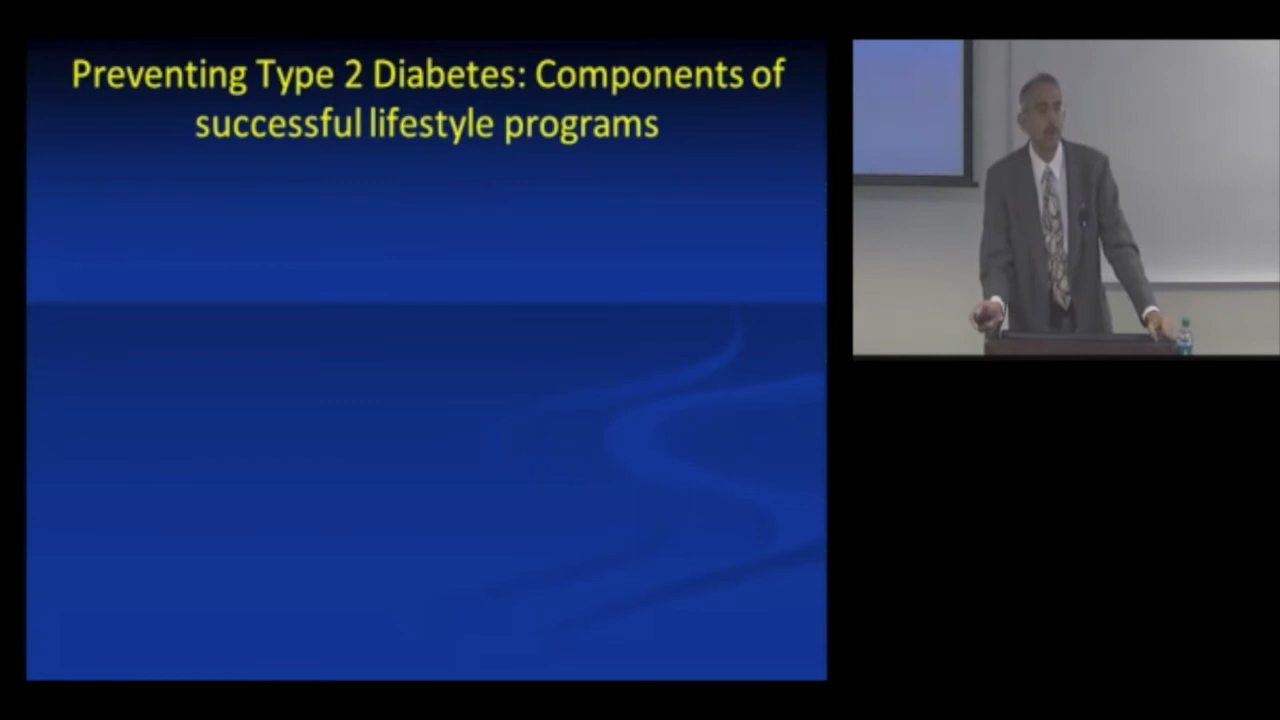 Preventing Type 2 Diabetes: Components of
successful lifestyle programs